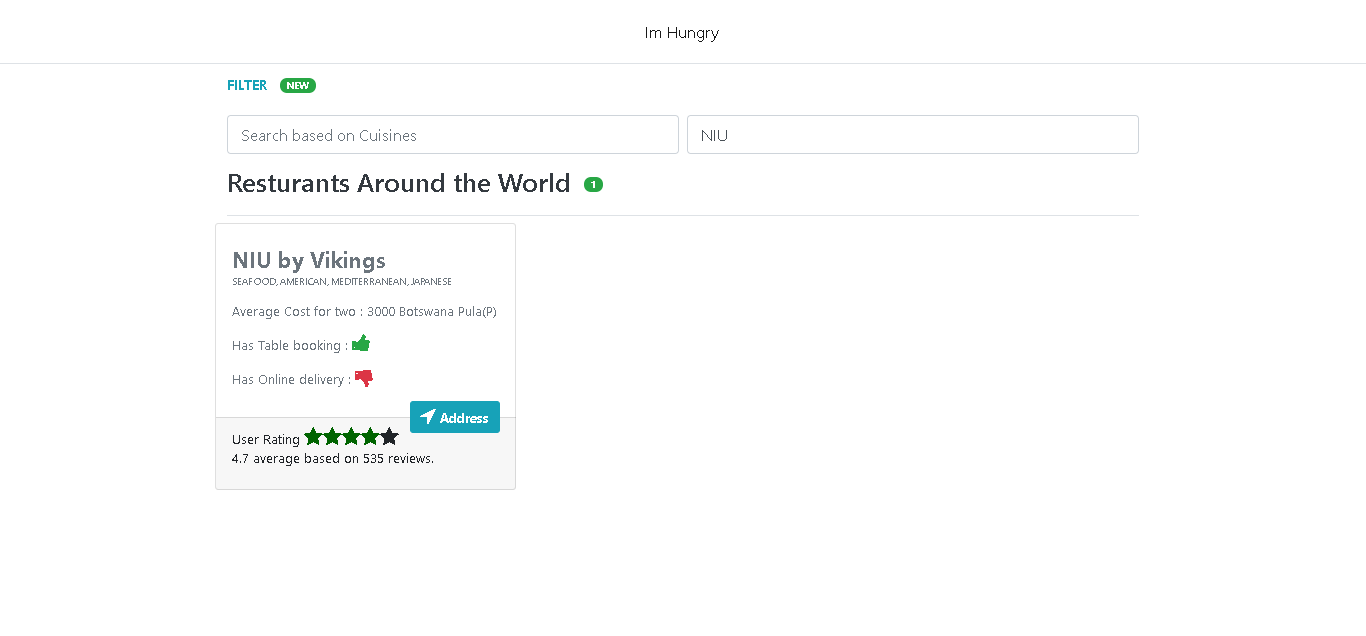 Im Hungry
FILTER NEW
Search based on Cuisines
NIU
Resturants Around the World 1
NIU by Vikings
SEAFOOD, AMERICAN, MEDITERRANEAN, JAPANESE
Average Cost for two : 3000 Botswana Pula(P)
Has Table booking :
Has Online delivery :
Address
User Rating
4.7 average based on 535 reviews.